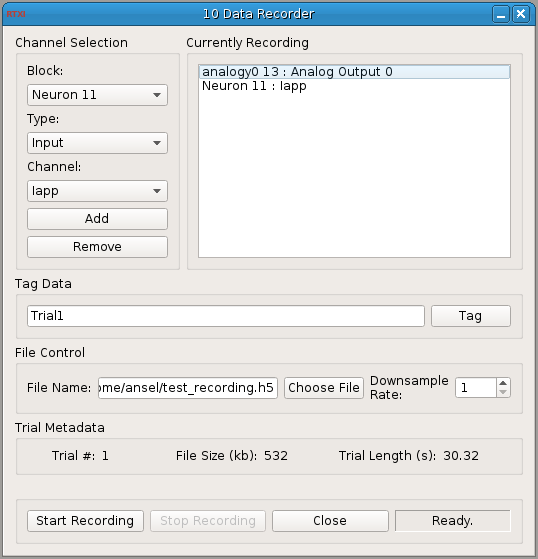 RTXI
10 Data Recorder
Channel Selection
Block:
Neuron 11
Type:
Input
Channel:
Iapp
Add
Remove
Currently Recording
analogy0 13 : Analog Output 0
Neuron 11 : Iapp
Tag Data
Trial1
Tag
File Control
File Name: ome/ansel/test_recording.h5 Choose File Downsample Rate: 1
Trial Metadata
Trial #: 1 File Size (kb): 532 Trial Length (s): 30.32
Start Recording Stop Recording Close Ready.